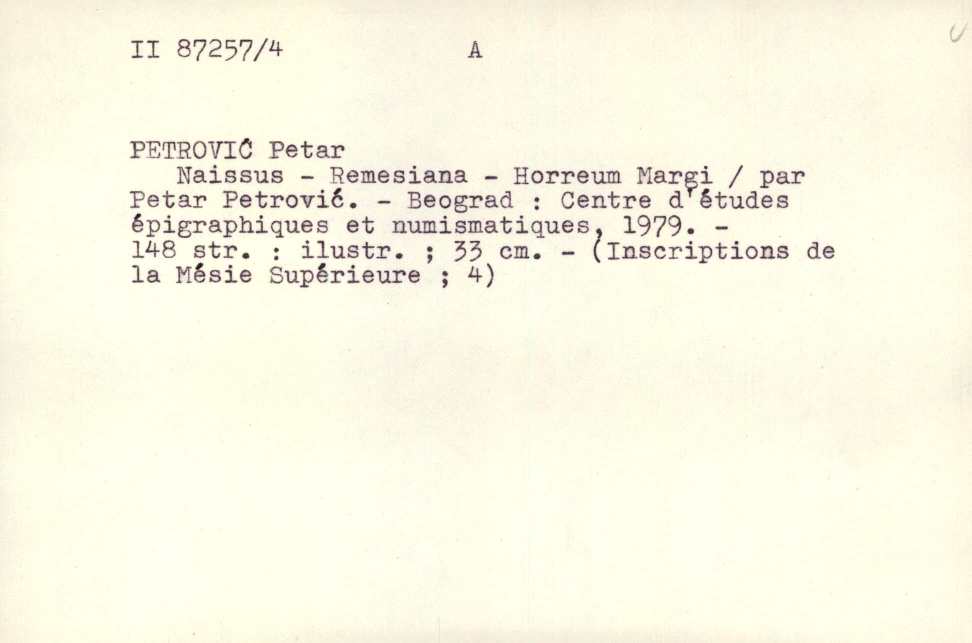 II 87257/4 A
PETROVIĆ Petar
Naissus - Remesiana - Horreum Margi / par
Petar Petrović. - Beograd : Centre d'études
épigraphiques et numismatiques, 1979. -
148 str. : ilustr. ; 33 cm. - (Inscriptions de
la Mésie Supérieure ; 4)